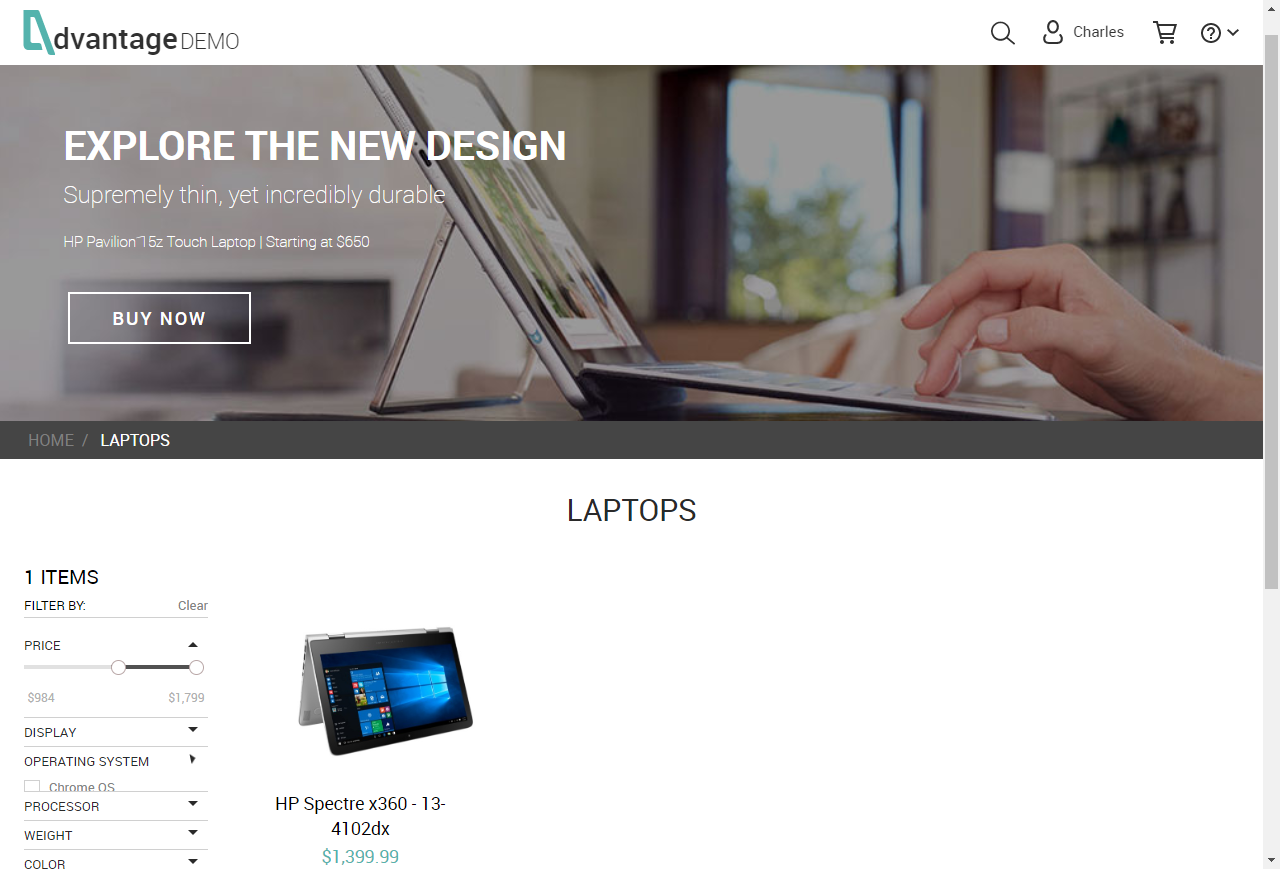 dvantage DEMO
Charles
EXPLORE THE NEW DESIGN
Supremely thin, yet incredibly durable
HP Pavilion 15z Touch Laptop | Starting at $650
BUY NOW
HOME / LAPTOPS
LAPTOPS
1 ITEMS
FILTER BY: Clear
PRICE
$984 $1,799
DISPLAY
OPERATING SYSTEM
Chrome OS
PROCESSOR
WEIGHT
COLOR
HP Spectre x360 - 13-
4102dx
$1,399.99